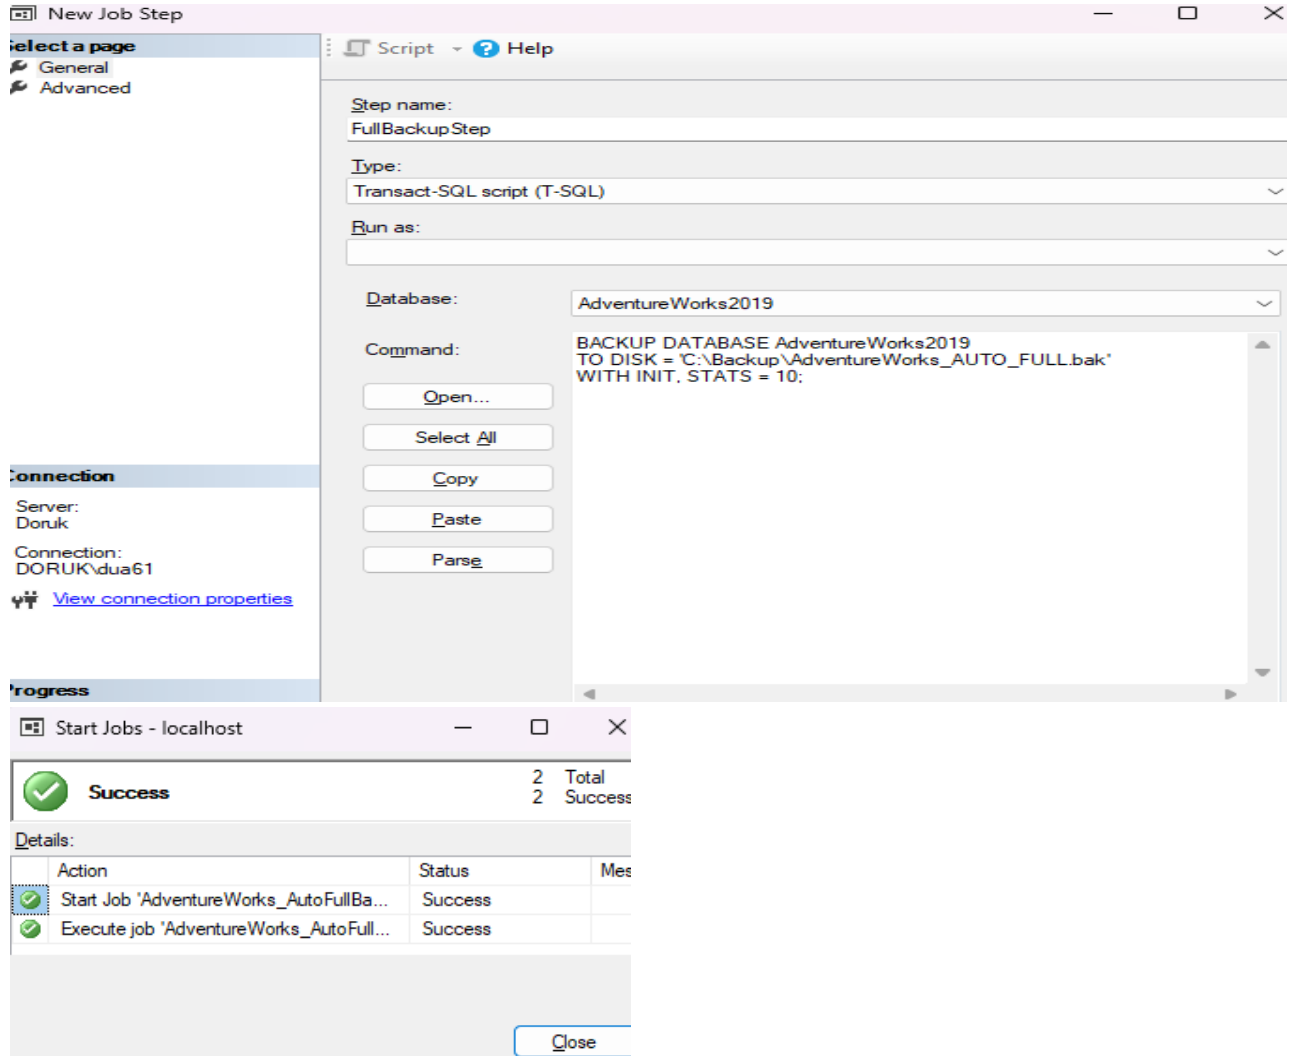 New Job Step
Select a page
General
Advanced
Script
Help
Step name:
FullBackupStep
Type:
Transact-SQL script (T-SQL)
Run as:
Database:
AdventureWorks2019
Command:
BACKUP DATABASE AdventureWorks2019
TO DISK = 'C:\Backup\AdventureWorks_AUTO_FULL.bak'
WITH INIT, STATS = 10;
Open...
Select All
Copy
Paste
Parse
Connection
Server:
Doruk
Connection:
DORUK\dua61
View connection properties
Progress
Start Jobs - localhost
Success
2 Total
2 Success
Details:
Action Status Mes
Start Job 'AdventureWorks_AutoFullBa... Success
Execute job 'AdventureWorks_AutoFull... Success
Close